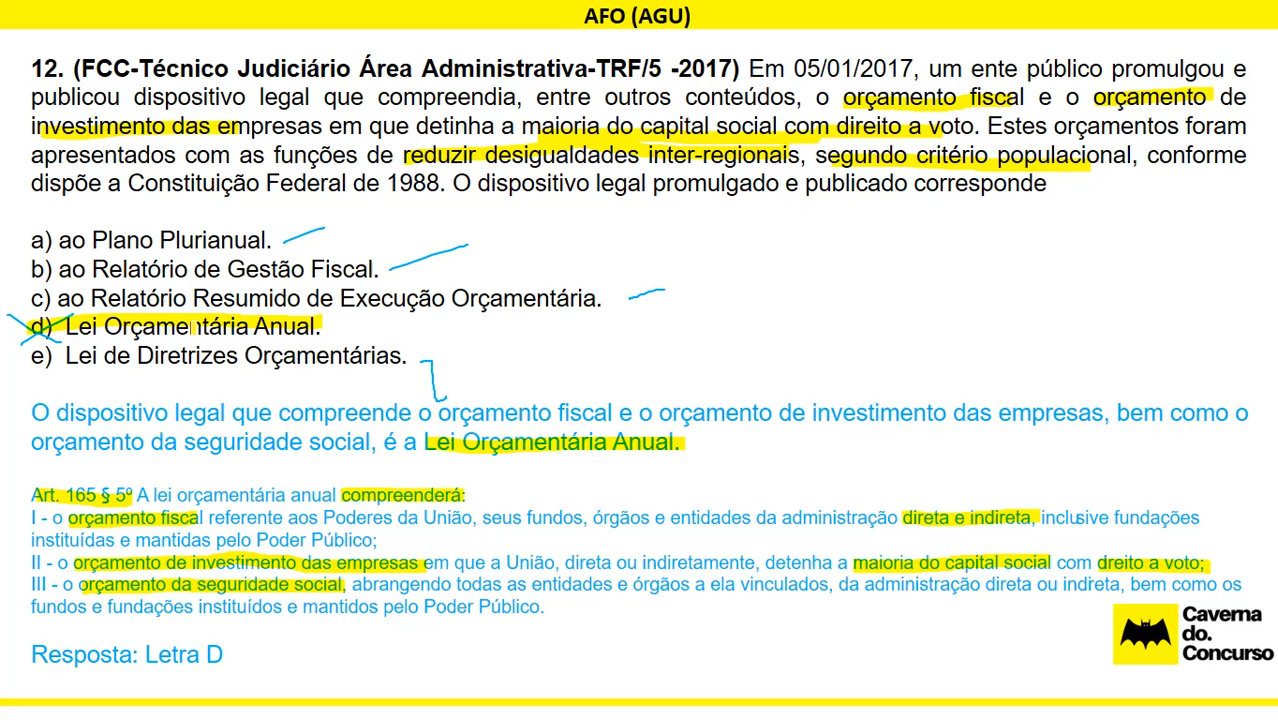 AFO (AGU)
12. (FCC-Técnico Judiciário Área Administrativa-TRF/5 -2017) Em 05/01/2017, um ente público promulgou e
publicou dispositivo legal que compreendia, entre outros conteúdos, o orçamento fiscal e o orçamento de
investimento das empresas em que detinha a maioria do capital social com direito a voto. Estes orçamentos foram
apresentados com as funções de reduzir desigualdades inter-regionais, segundo critério populacional, conforme
dispõe a Constituição Federal de 1988. O dispositivo legal promulgado e publicado corresponde
a) ao Plano Plurianual.
b) ao Relatório de Gestão Fiscal.
c) ao Relatório Resumido de Execução Orçamentária.
d) Lei Orçamentária Anual.
e) Lei de Diretrizes Orçamentárias.
O dispositivo legal que compreende o orçamento fiscal e o orçamento de investimento das empresas, bem como o
orçamento da seguridade social, é a Lei Orçamentária Anual.
Art. 165 § 5º A lei orçamentária anual compreenderá:
I - o orçamento fiscal referente aos Poderes da União, seus fundos, órgãos e entidades da administração direta e indireta, inclusive fundações
instituídas e mantidas pelo Poder Público;
II - o orçamento de investimento das empresas em que a União, direta ou indiretamente, detenha a maioria do capital social com direito a voto;
III - o orçamento da seguridade social, abrangendo todas as entidades e órgãos a ela vinculados, da administração direta ou indireta, bem como os
fundos e fundações instituídos e mantidos pelo Poder Público.
Resposta: Letra D
Caverna
do.
Concurso